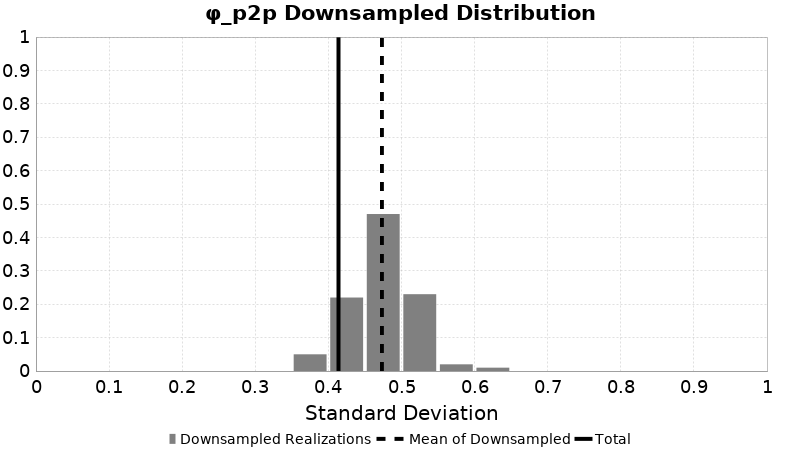 φ_p2p Downsampled Distribution
1
0.9
0.8
0.7
0.6
0.5
0.4
0.3
0.2
0.1
0
0 0.1 0.2 0.3 0.4 0.5 0.6 0.7 0.8 0.9 1
Standard Deviation
Downsampled Realizations Mean of Downsampled Total